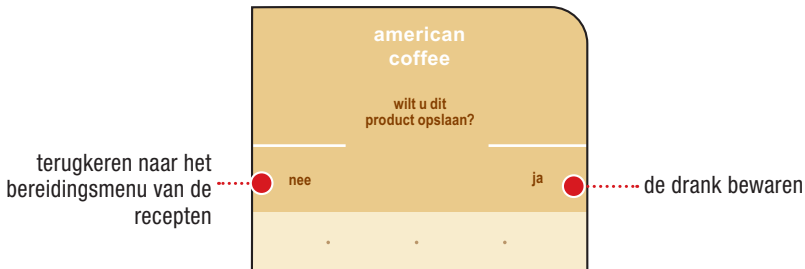 american
coffee
wilt u dit
product opslaan?
terugkeren naar het
bereidingsmenu van de
recepten
nee
ja
de drank bewaren